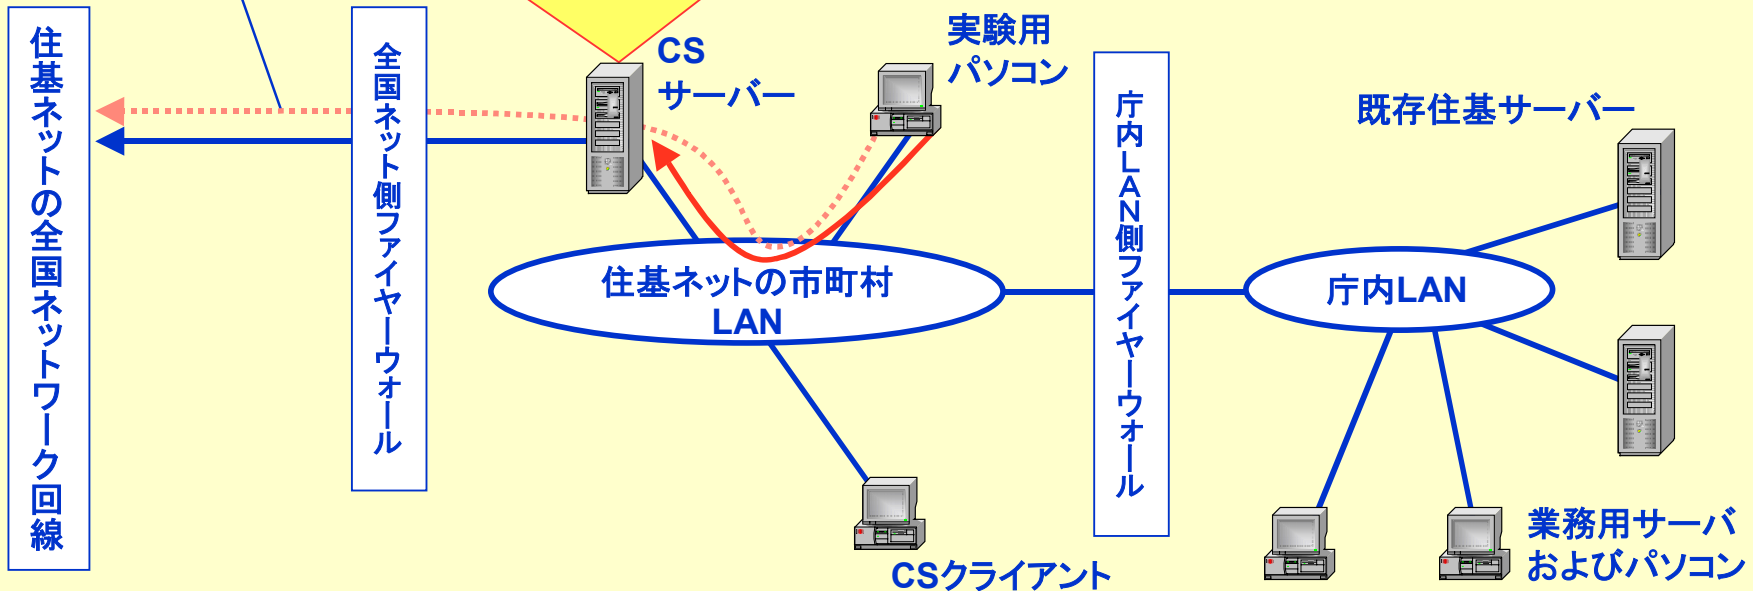 住基ネットの全国ネットワーク回線
全国ネット側ファイヤーウォール
CS
サーバー
実験用
パソコン
住基ネットの市町村
LAN
CSクライアント
庁内LAN側ファイヤーウォール
既存住基サーバー
庁内LAN
業務用サーバ
およびパソコン